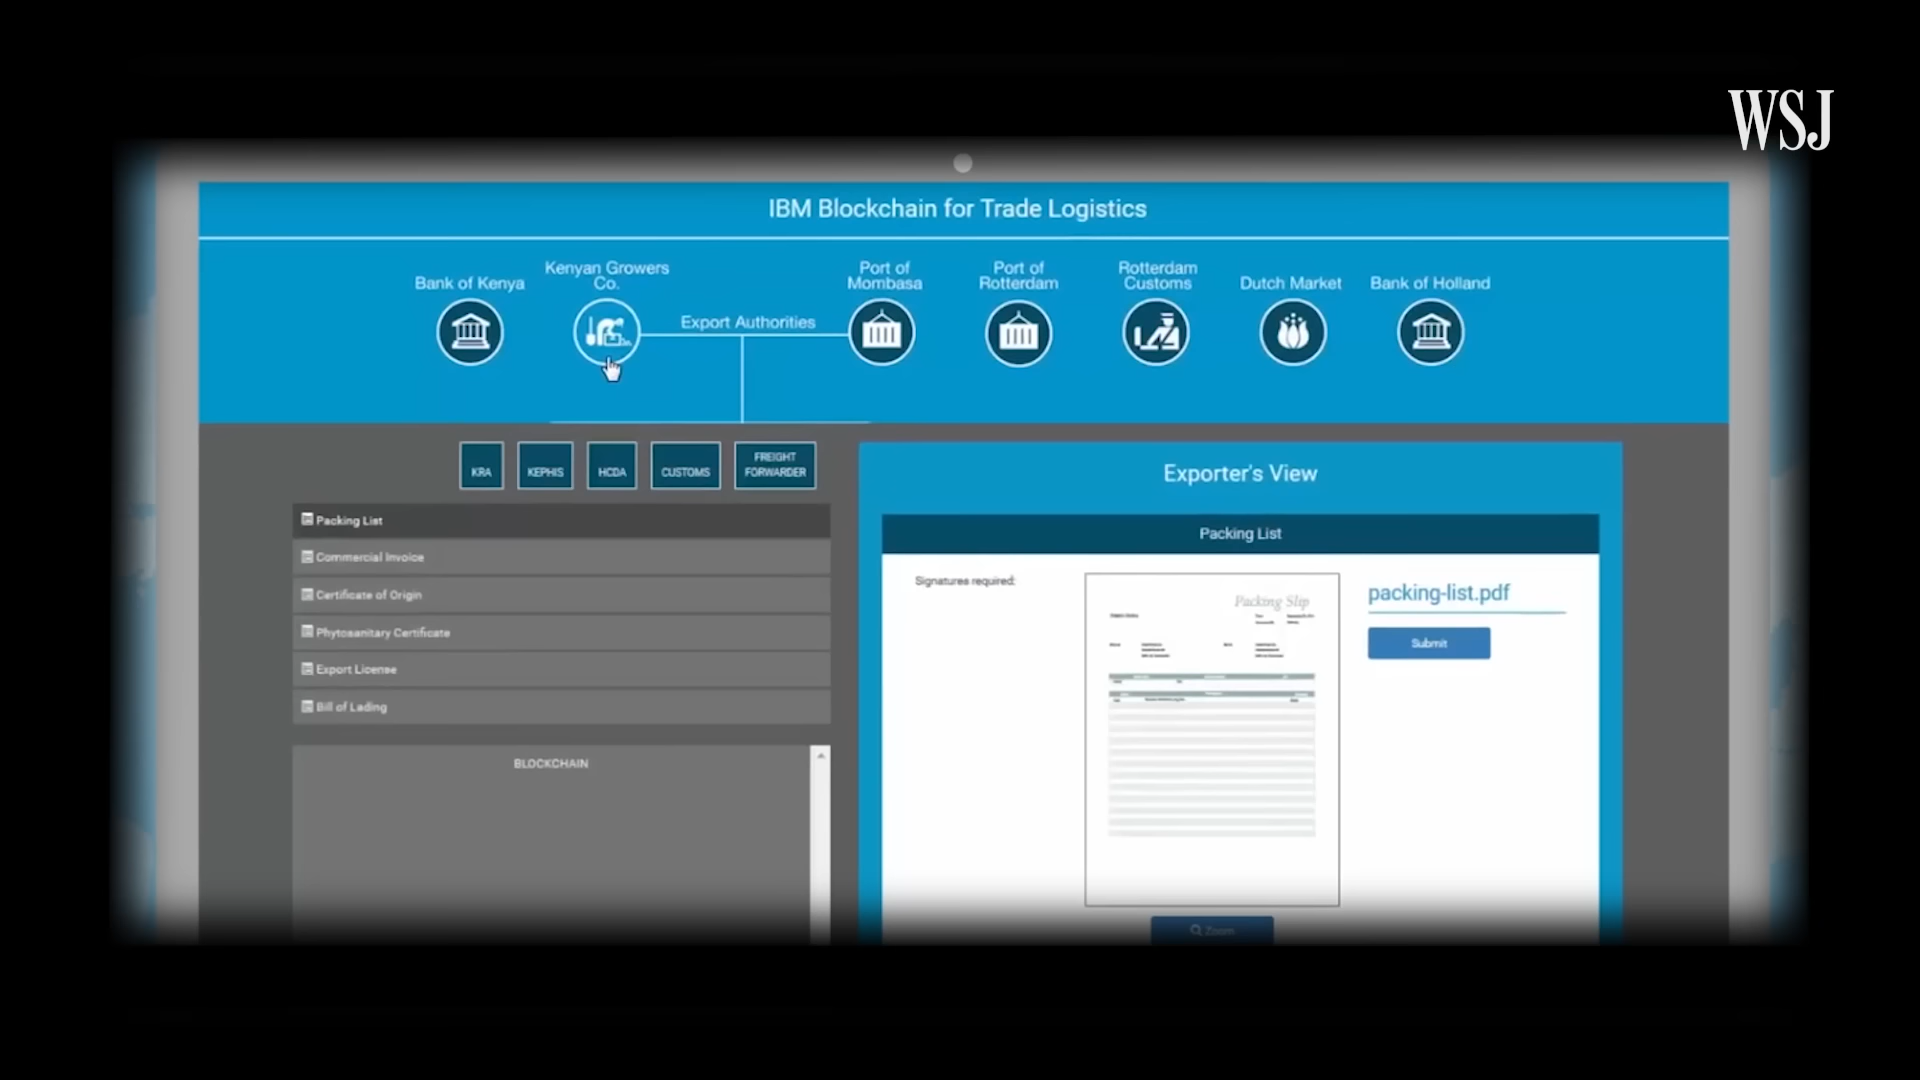 WSJ
IBM Blockchain for Trade Logistics
Bank of Kenya
Kenyan Growers
Co.
Export Authorities
Port of
Mombasa
Port of
Rotterdam
Rotterdam
Customs
Dutch Market
Bank of Holland
KRA
KEPHIS
HCDA
CUSTOMS
FREIGHT
FORWARDER
Packing List
Commercial Invoice
Certificate of Origin
Phytosanitary Certificate
Export License
Bill of Lading
BLOCKCHAIN
Exporter's View
Packing List
Signatures required:
Packing Slip
packing-list.pdf
Submit
Zoom